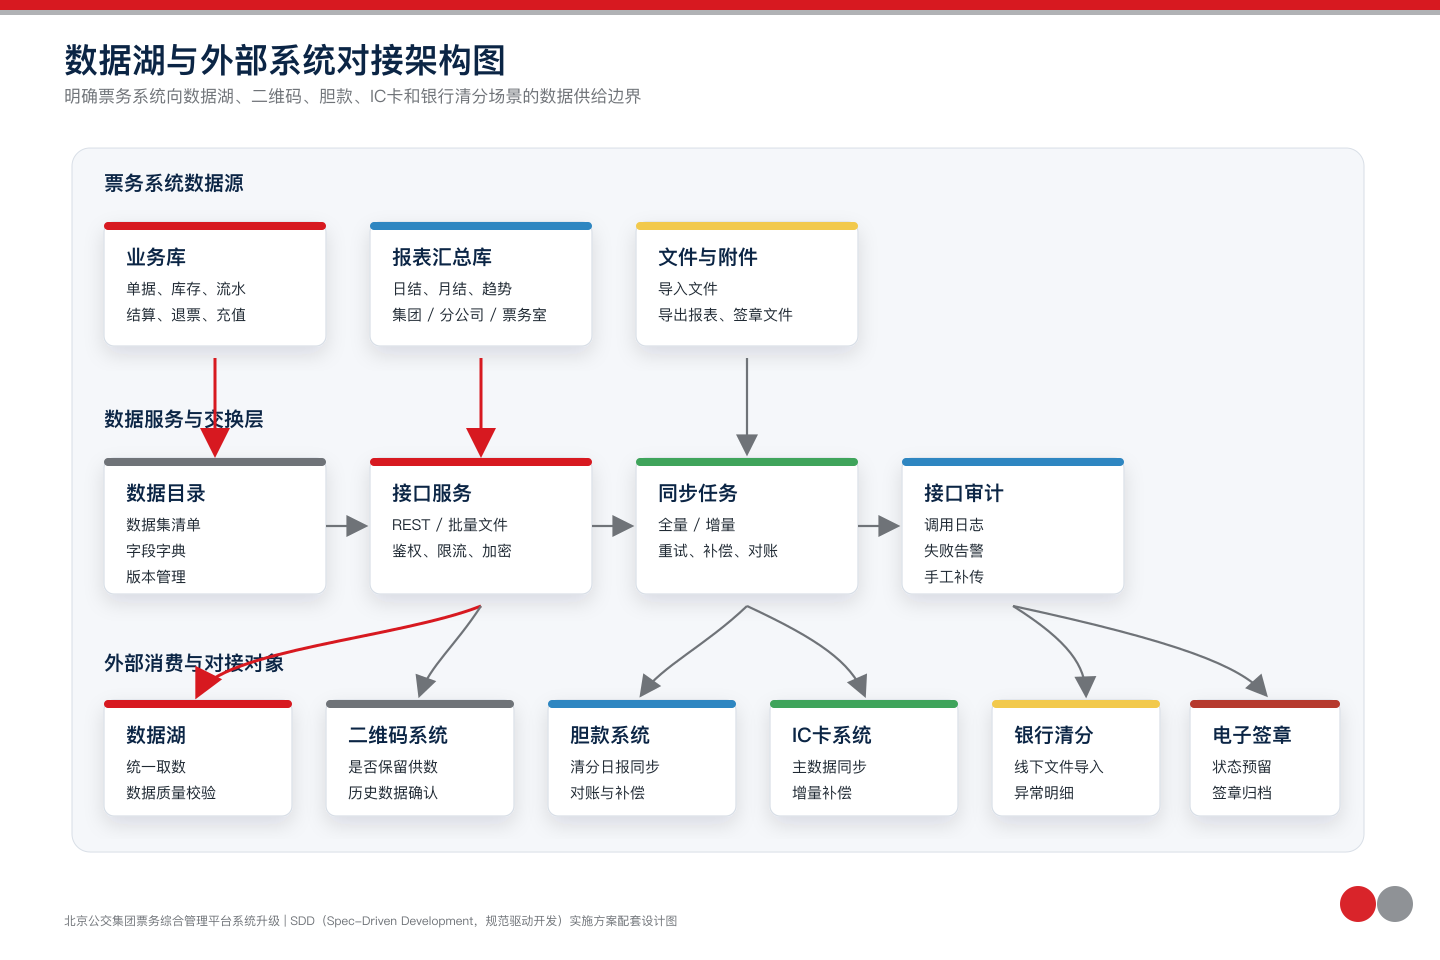 数据湖与外部系统对接架构图
明确票务系统向数据湖、二维码、胆款、IC卡和银行清分场景的数据供给边界
票务系统数据源
业务库
单据、库存、流水
结算、退票、充值
报表汇总库
日结、月结、趋势
集团 / 分公司 / 票务室
文件与附件
导入文件
导出报表、签章文件
数据服务与交换层
数据目录
数据集清单
字段字典
版本管理
接口服务
REST / 批量文件
鉴权、限流、加密
同步任务
全量 / 增量
重试、补偿、对账
接口审计
调用日志
失败告警
手工补传
外部消费与对接对象
数据湖
统一取数
数据质量校验
二维码系统
是否保留供数
历史数据确认
胆款系统
清分日报同步
对账与补偿
IC卡系统
主数据同步
增量补偿
银行清分
线下文件导入
异常明细
电子签章
状态预留
签章归档
北京公交集团票务综合管理平台系统升级 | SDD（Spec-Driven Development，规范驱动开发）实施方案配套设计图